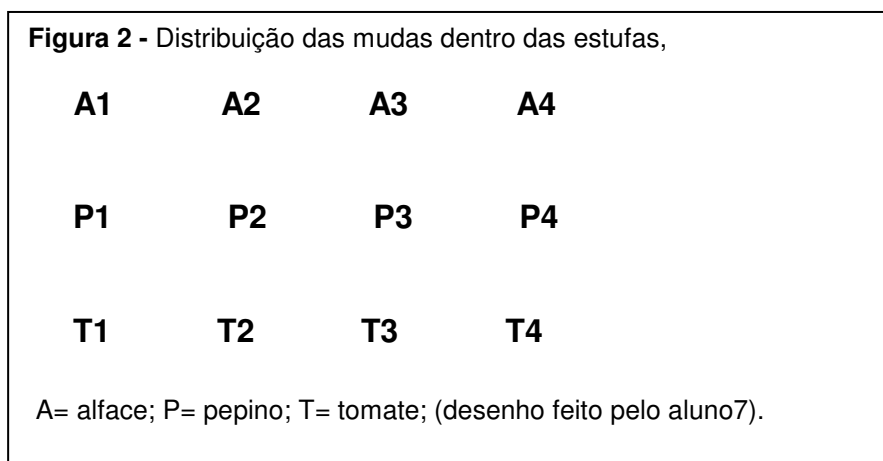 Figura 2 - Distribuição das mudas dentro das estufas,
A1 A2 A3 A4
P1 P2 P3 P4
T1 T2 T3 T4
A= alface; P= pepino; T= tomate; (desenho feito pelo aluno7).